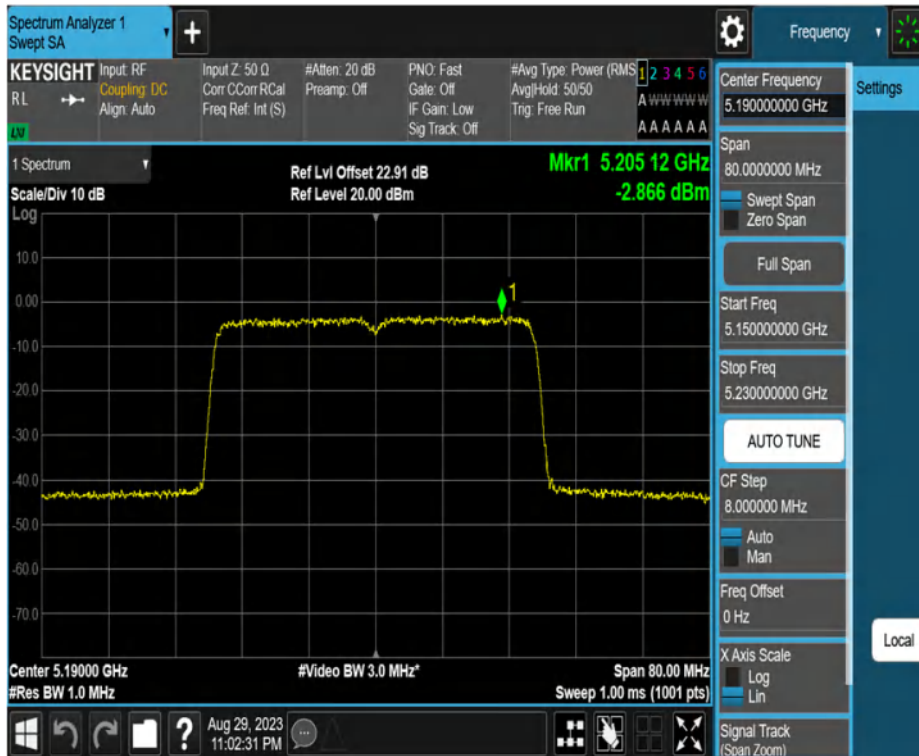 Spectrum Analyzer 1
Swept SA
Frequency
KEYSIGHT
RL
LXI
Input: RF
Coupling: DC
Align: Auto
Input Z: 50 Ω
Corr CCorr RCal
Freq Ref: Int (S)
#Atten: 20 dB
Preamp: Off
PNO: Fast
Gate: Off
IF Gain: Low
Sig Track: Off
#Avg Type: Power (RMS
Avg|Hold: 50/50
Trig: Free Run
1 2 3 4 5 6
A W W W W W
A A A A A A
1 Spectrum
Scale/Div 10 dB
Ref Lvl Offset 22.91 dB
Ref Level 20.00 dBm
Mkr1 5.205 12 GHz
-2.866 dBm
Log
10.0
0.00
-10.0
-20.0
-30.0
-40.0
-50.0
-60.0
-70.0
1
Center 5.19000 GHz
#Res BW 1.0 MHz
#Video BW 3.0 MHz*
Span 80.00 MHz
Sweep 1.00 ms (1001 pts)
?
Aug 29, 2023
11:02:31 PM
Center Frequency
5.190000000 GHz
Span
80.0000000 MHz
Swept Span
Zero Span
Full Span
Start Freq
5.150000000 GHz
Stop Freq
5.230000000 GHz
AUTO TUNE
CF Step
8.000000 MHz
Auto
Man
Freq Offset
0 Hz
X Axis Scale
Log
Lin
Signal Track
(Span Zoom)
Settings
Local